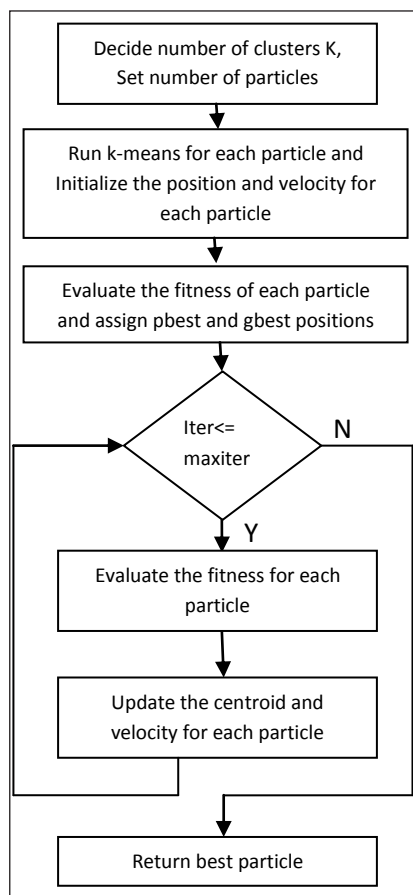 Decide number of clusters K,
Set number of particles
Run k-means for each particle and
Initialize the position and velocity for
each particle
Evaluate the fitness of each particle
and assign pbest and gbest positions
Iter<=
maxiter
N
Y
Evaluate the fitness for each
particle
Update the centroid and
velocity for each particle
Return best particle